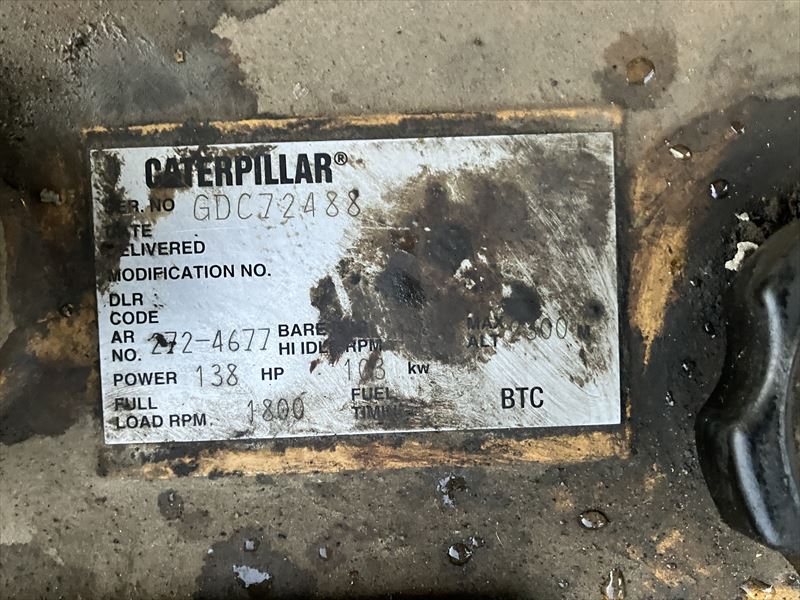 CATERPILLAR®
SER. NO GDC72488
DATE
DELIVERED
MODIFICATION NO.
DLR
CODE
AR 272-4677 BARE MAX
NO. HI IDLE RPM ALT M
POWER 138 HP 103 kw
FULL 1800 FUEL BTC
LOAD RPM. TIMING